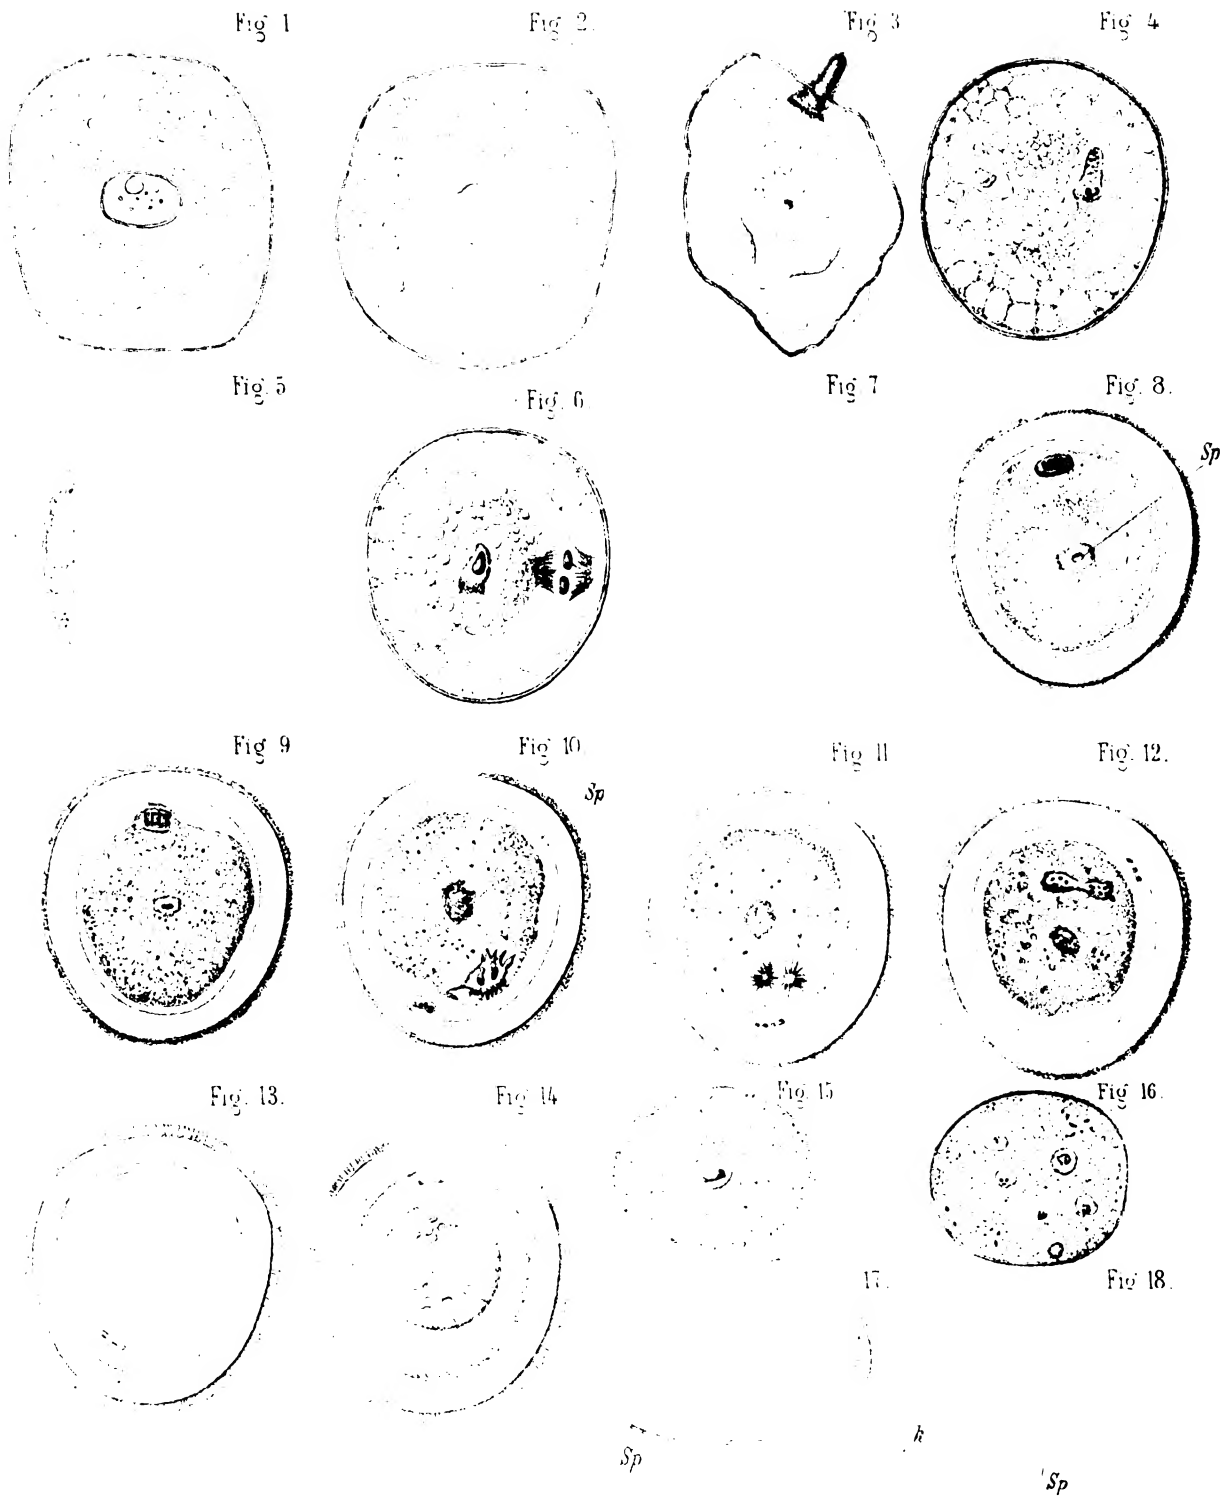 Fig 1 Fig 2. Fig 3 Fig 4
Fig. 5 Fig. 6. Fig. 7 Fig. 8.
Sp
Fig 9 Fig 10. Fig 11 Fig 12.
Sp
Fig. 13. Fig 14 Fig 15 Fig 16.
17. Fig 18.
Sp h
Sp